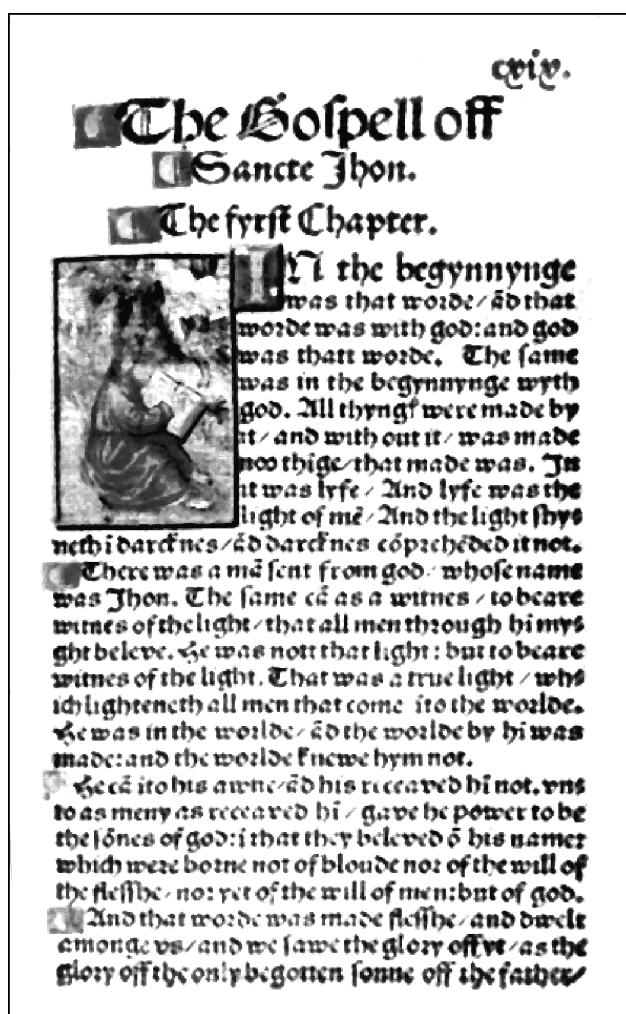 cxix.
The Gospell off
Sancte Jhon.
The fyrst Chapter.
IN the begynnynge
was that worde/ ād that
worde was with god: and god
was thatt worde. The same
was in the begynnynge wyth
god. All thyngꝭ were made by
it/ and with out it/ was made
noo thīge/ that made was. In
it was lyfe/ And lyfe was the
light of mē/ And the light shys
neth ī darcknes/ ād darcknes cōprehēded it not.
There was a mā sent from god/ whose name
was Jhon. The same cā as a witnes/ to beare
witnes of the light/ that all men through hī mys
ght beleve. He was nott that light: but to beare
witnes of the light. That was a true light/ whs
ich lighteneth all men that come īto the worlde.
He was in the worlde/ ād the worlde by hī was
made: and the worlde knewe hym not.
He cā īto his awne/ ād his receaved hī not. vns
to as meny as receaved hī/ gave he power to be
the sōnes of god: ī that they beleved ō his name:
which were borne not of bloude nor of the will of
the flesshe/ nor yet of the will of men: but of god.
And that worde was made flesshe/ and dwelt
amonge vs/ and we sawe the glory off yt/ as the
glory off the only begotten sonne off the father/